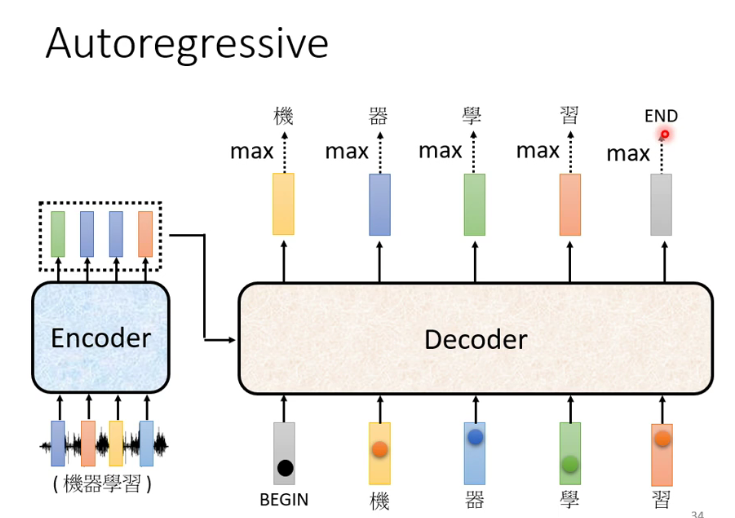 Autoregressive
機 器 學 習 END
max max max max max
Encoder
Decoder
(機器學習)
BEGIN 機 器 學 習
34